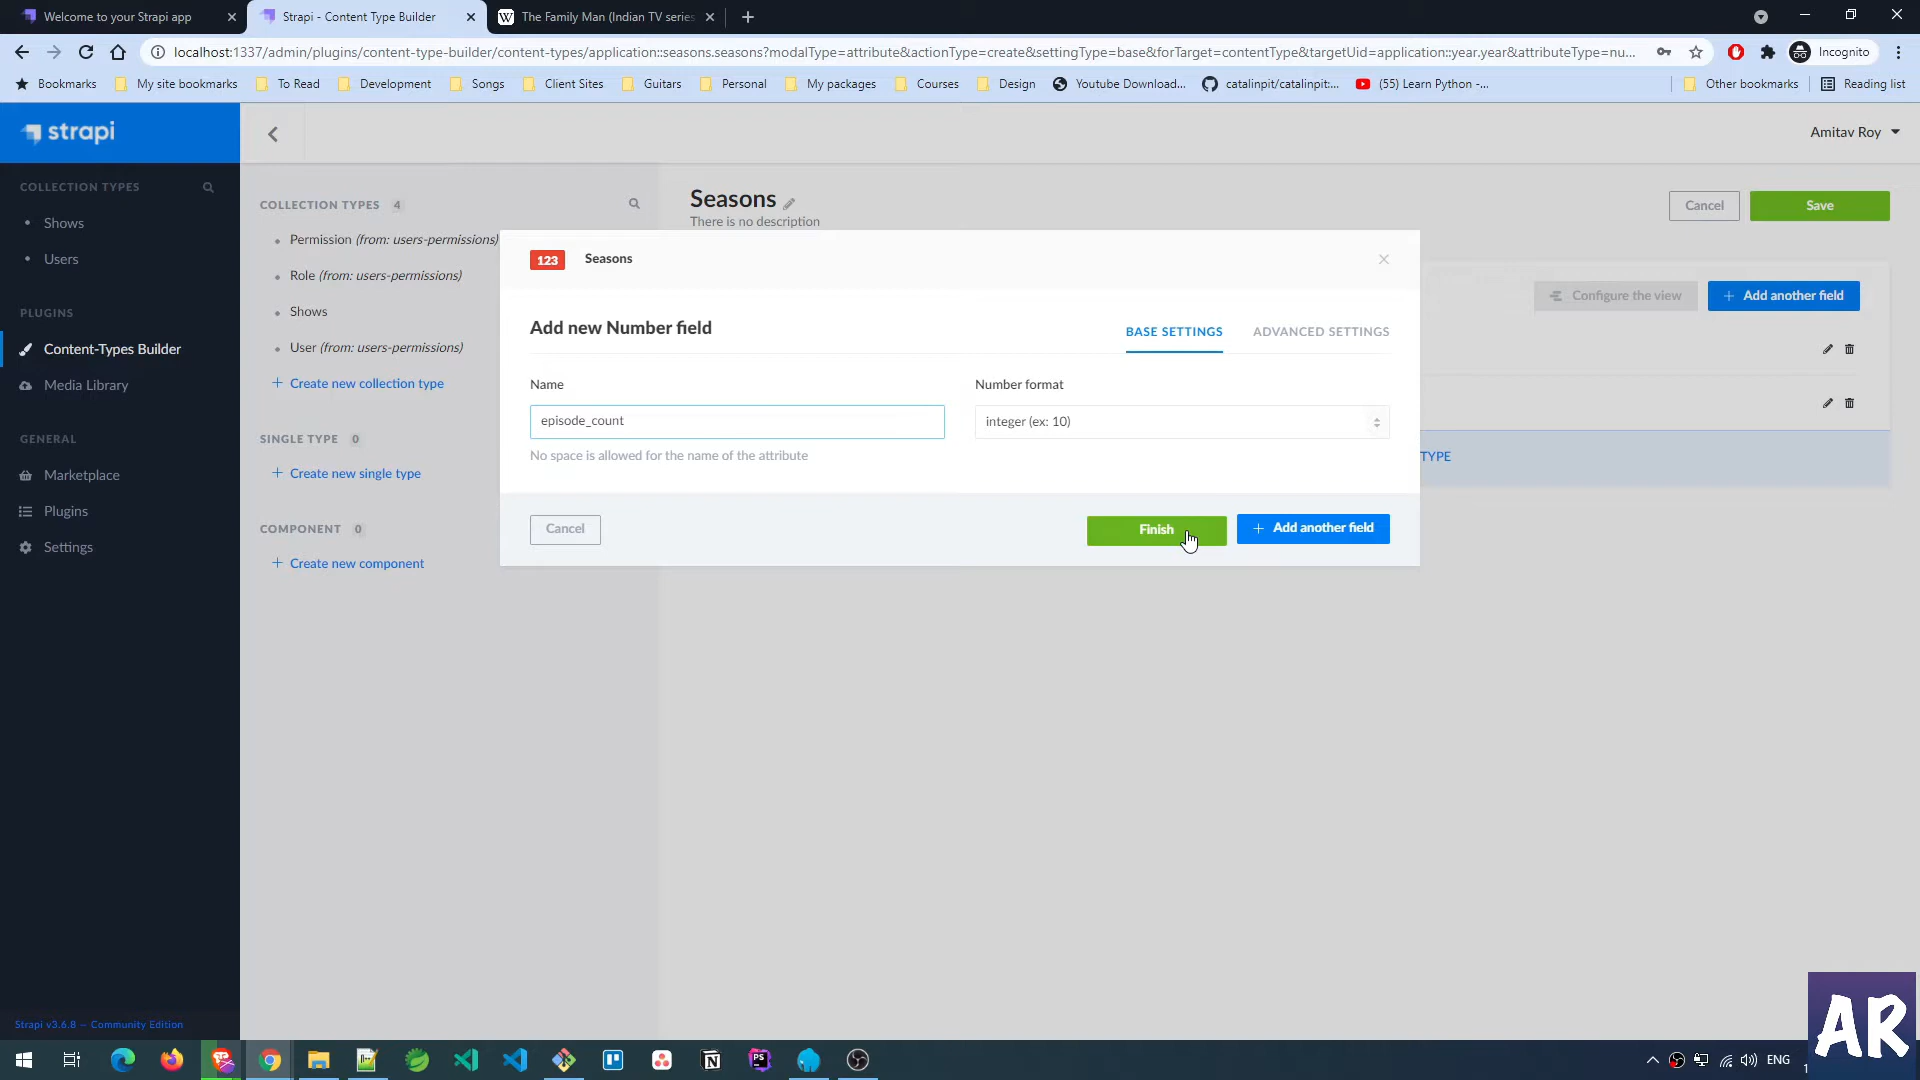 Welcome to your Strapi app
Strapi - Content Type Builder
W The Family Man (Indian TV series
localhost:1337/admin/plugins/content-type-builder/content-types/application::seasons.seasons?modalType=attribute&actionType=create&settingType=base&forTarget=contentType&targetUid=application::year.year&attributeType=nu...
Incognito
Bookmarks My site bookmarks To Read Development Songs Client Sites Guitars Personal My packages Courses Design Youtube Download... catalinpit/catalinpit:... (55) Learn Python -... Other bookmarks Reading list
strapi
Amitav Roy
COLLECTION TYPES
Shows
Users
PLUGINS
Content-Types Builder
Media Library
GENERAL
Marketplace
Plugins
Settings
Strapi v3.6.8 — Community Edition
COLLECTION TYPES 4
Permission (from: users-permissions)
Role (from: users-permissions)
Shows
User (from: users-permissions)
+ Create new collection type
SINGLE TYPE 0
+ Create new single type
COMPONENT 0
+ Create new component
Seasons
There is no description
Cancel
Save
Configure the view
+ Add another field
TYPE
123 Seasons
Add new Number field
BASE SETTINGS
ADVANCED SETTINGS
Name
episode_count
No space is allowed for the name of the attribute
Number format
integer (ex: 10)
Cancel
Finish
+ Add another field
AR
N
PS
ENG
1